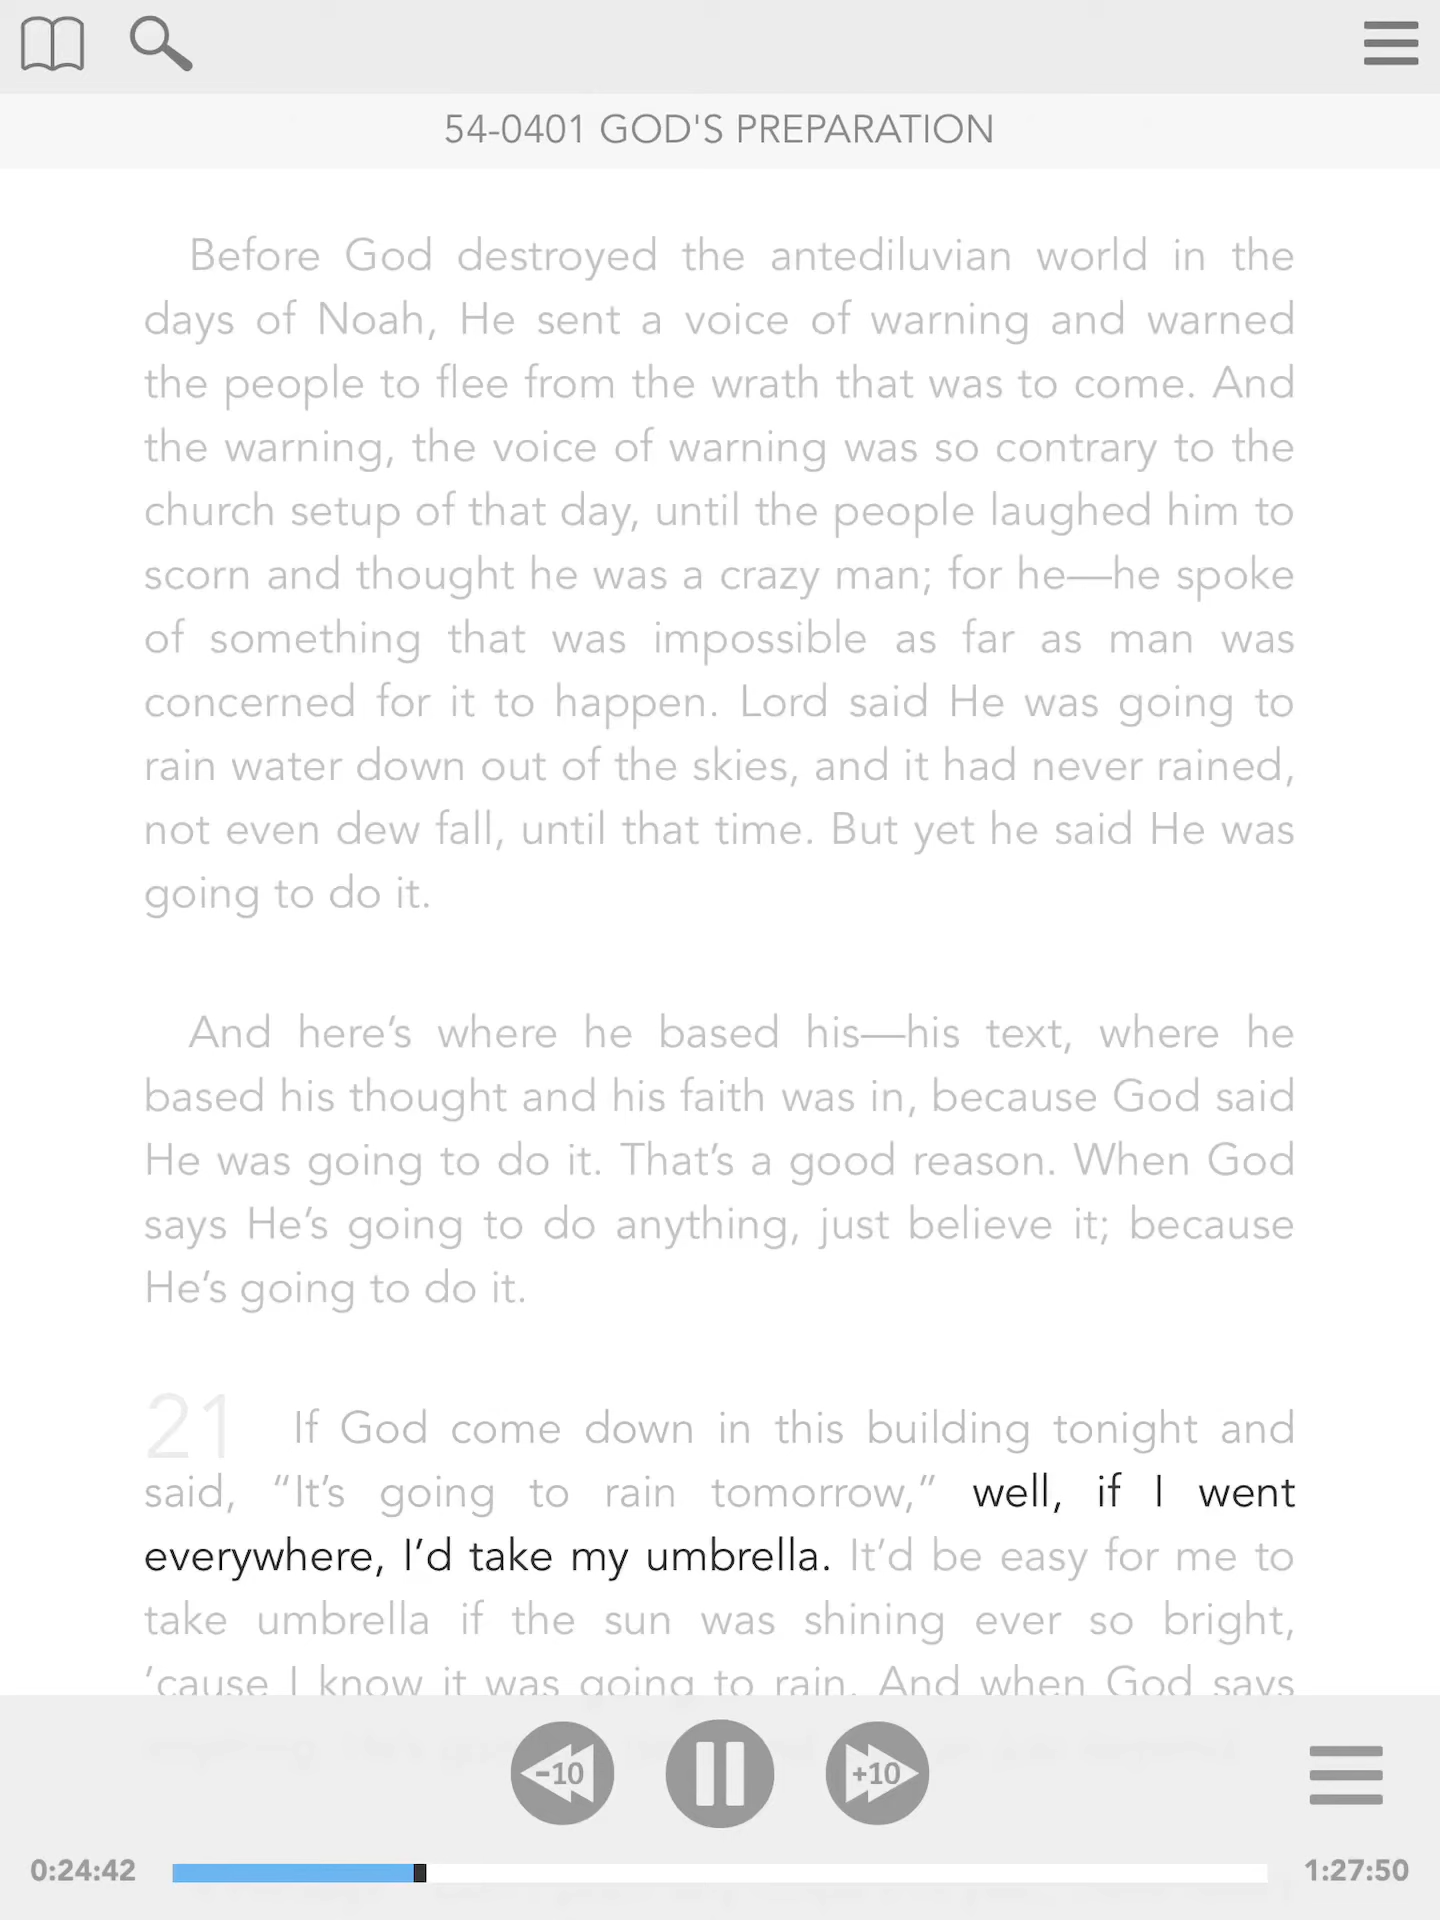 54-0401 GOD'S PREPARATION
Before God destroyed the antediluvian world in the
days of Noah, He sent a voice of warning and warned
the people to flee from the wrath that was to come. And
the warning, the voice of warning was so contrary to the
church setup of that day, until the people laughed him to
scorn and thought he was a crazy man; for he—he spoke
of something that was impossible as far as man was
concerned for it to happen. Lord said He was going to
rain water down out of the skies, and it had never rained,
not even dew fall, until that time. But yet he said He was
going to do it.
And here’s where he based his—his text, where he
based his thought and his faith was in, because God said
He was going to do it. That’s a good reason. When God
says He’s going to do anything, just believe it; because
He’s going to do it.
21 If God come down in this building tonight and
said, “It’s going to rain tomorrow,” well, if I went
everywhere, I’d take my umbrella. It’d be easy for me to
take umbrella if the sun was shining ever so bright,
’cause I know it was going to rain. And when God says
-10 +10
0:24:42 1:27:50